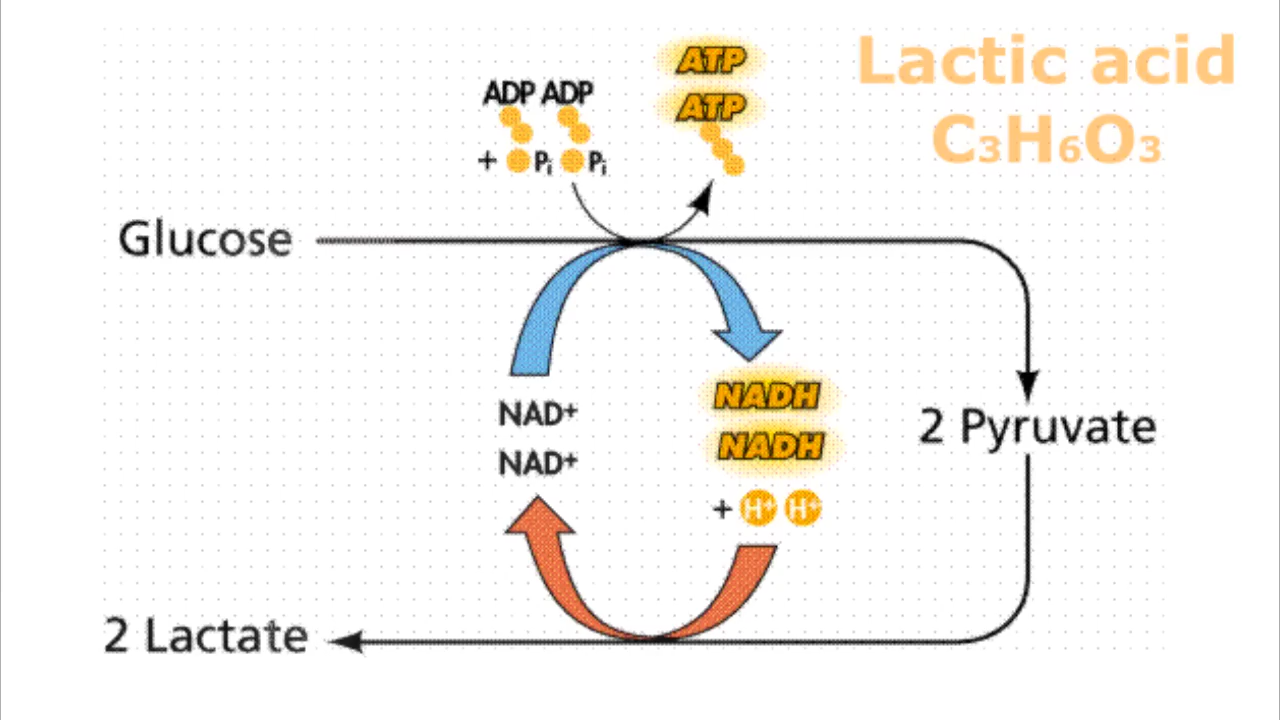 Lactic acid
C₃H₆O₃
ATP
ATP
ADP ADP
+ Pi Pi
Glucose
NAD⁺
NAD⁺
NADH
NADH
+ H⁺ H⁺
2 Pyruvate
2 Lactate